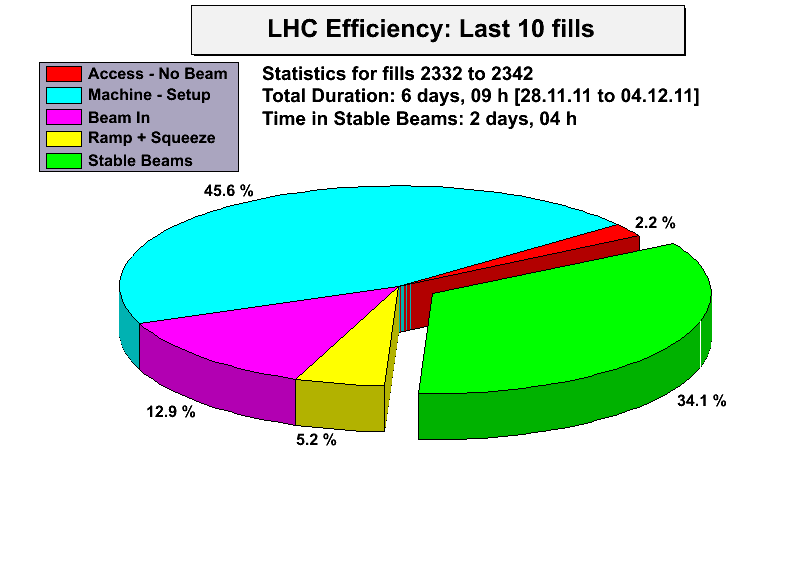 LHC Efficiency: Last 10 fills
Access - No Beam
Machine - Setup
Beam In
Ramp + Squeeze
Stable Beams
Statistics for fills 2332 to 2342
Total Duration: 6 days, 09 h [28.11.11 to 04.12.11]
Time in Stable Beams: 2 days, 04 h
45.6 %
2.2 %
34.1 %
12.9 %
5.2 %